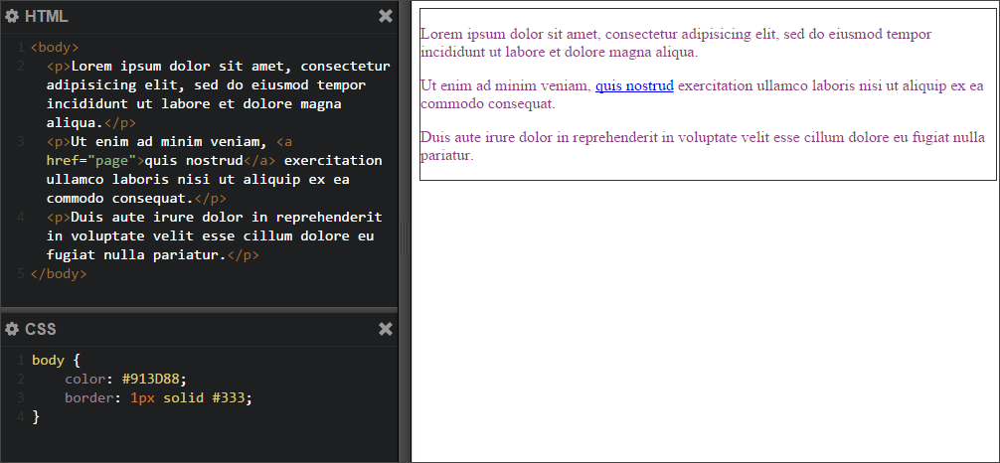 HTML
1 <body>
2 <p>Lorem ipsum dolor sit amet, consectetur
adipisicing elit, sed do eiusmod tempor
incididunt ut labore et dolore magna
aliqua.</p>
3 <p>Ut enim ad minim veniam, <a
href="page">quis nostrud</a> exercitation
ullamco laboris nisi ut aliquip ex ea
commodo consequat.</p>
4 <p>Duis aute irure dolor in reprehenderit
in voluptate velit esse cillum dolore eu
fugiat nulla pariatur.</p>
5 </body>
CSS
1 body {
2 color: #913D88;
3 border: 1px solid #333;
4 }
Lorem ipsum dolor sit amet, consectetur adipisicing elit, sed do eiusmod tempor
incididunt ut labore et dolore magna aliqua.
Ut enim ad minim veniam, quis nostrud exercitation ullamco laboris nisi ut aliquip ex ea
commodo consequat.
Duis aute irure dolor in reprehenderit in voluptate velit esse cillum dolore eu fugiat nulla
pariatur.